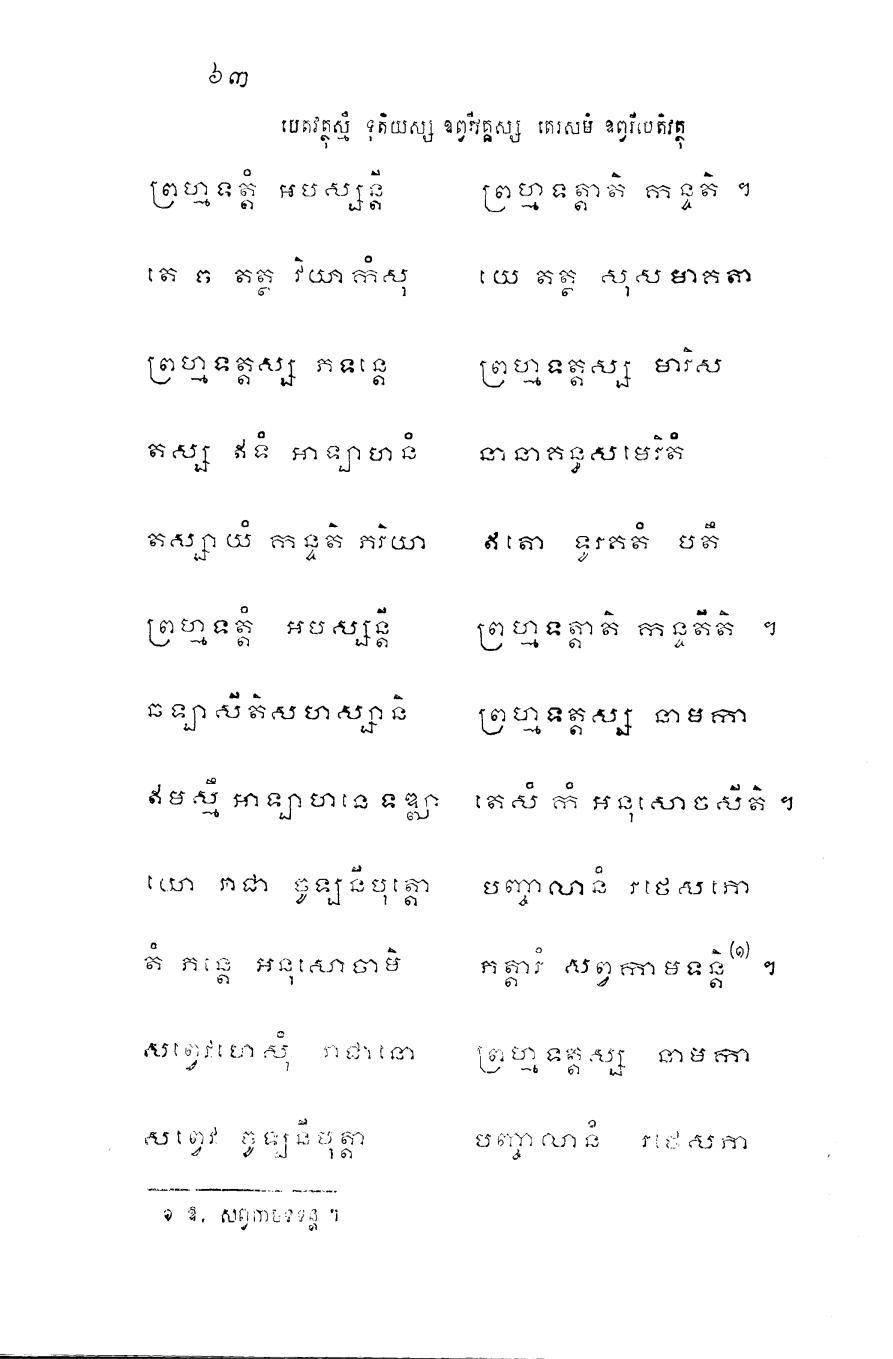 ៦៣
បេតវត្ថុស្មឹ ទុតិយស្ស ឧព្វរីវគ្គស្ស តេរសមំ ឧព្វរីបេតិវត្ថុ
ព្រហ្មទត្តំ អបស្សន្តី ព្រហ្មទត្តាតិ កន្ទតិ ។
តេ ច តត្ថ វិយាកំសុ យេ តត្ថ សុសមាគតា
ព្រហ្មទត្តស្ស ភទន្តេ ព្រហ្មទត្តស្ស មារិស
តស្ស ឥទំ អាឡាហនំ នានាគន្ធសមេរិតំ
តស្សាយំ កន្ទតិ ភរិយា ឥតោ ទូរគតំ បតឹ
ព្រហ្មទត្តំ អបស្សន្តី ព្រហ្មទត្តាតិ កន្ទតីតិ ។
ឆឡាសីតិសហស្សានិ ព្រហ្មទត្តស្ស នាមកា
ឥមស្មឹ អាឡាហនេ ទឌ្ឍា តេសំ កំ អនុសោចសីតិ ។
យោ រាជា ចូឡនីបុត្តោ បញ្ចាលានំ រថេសភោ
តំ ភន្តេ អនុសោចាមិ ភត្តារំ សព្វកាមទន្តិ(១) ។
សព្វេវហេសុំ រាជានោ ព្រហ្មទត្តស្ស នាមកា
សព្វេវ ចូឡនីបុត្តា បញ្ចាលានំ រថេសភា
១ ឱ. សព្វកាមទទន្ត ។